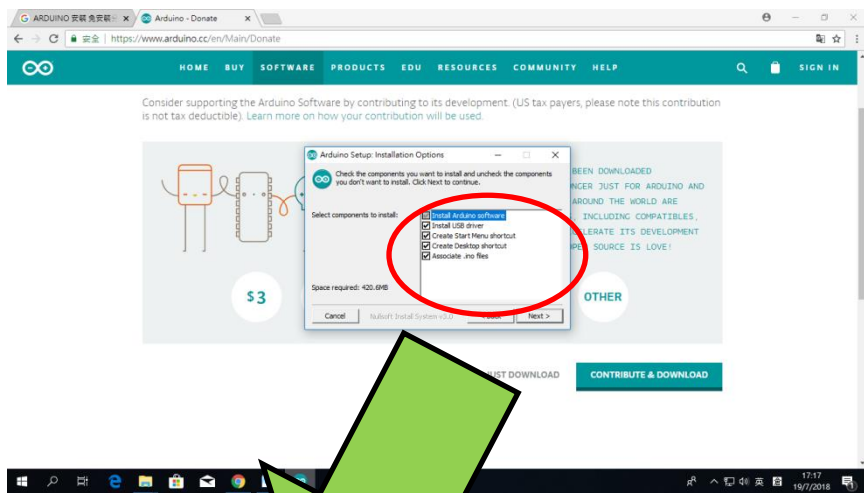 ARDUINO 安裝 免安裝
Arduino - Donate
安全 | https://www.arduino.cc/en/Main/Donate
HOME BUY SOFTWARE PRODUCTS EDU RESOURCES COMMUNITY HELP SIGN IN
Consider supporting the Arduino Software by contributing to its development. (US tax payers, please note this contribution
is not tax deductible). Learn more on how your contribution will be used.
Arduino Setup: Installation Options
Check the components you want to install and uncheck the components
you don't want to install. Click Next to continue.
Select components to install:
Install Arduino software
Install USB driver
Create Start Menu shortcut
Create Desktop shortcut
Associate .ino files
Space required: 420.6MB
Cancel Nullsoft Install System v3.0 Next >
BEEN DOWNLOADED
JUST FOR ARDUINO AND
AROUND THE WORLD ARE
INCLUDING COMPATIBLES,
ITS DEVELOPMENT
SOURCE IS LOVE!
$3
OTHER
DOWNLOAD
CONTRIBUTE & DOWNLOAD
英
17:17
19/7/2018